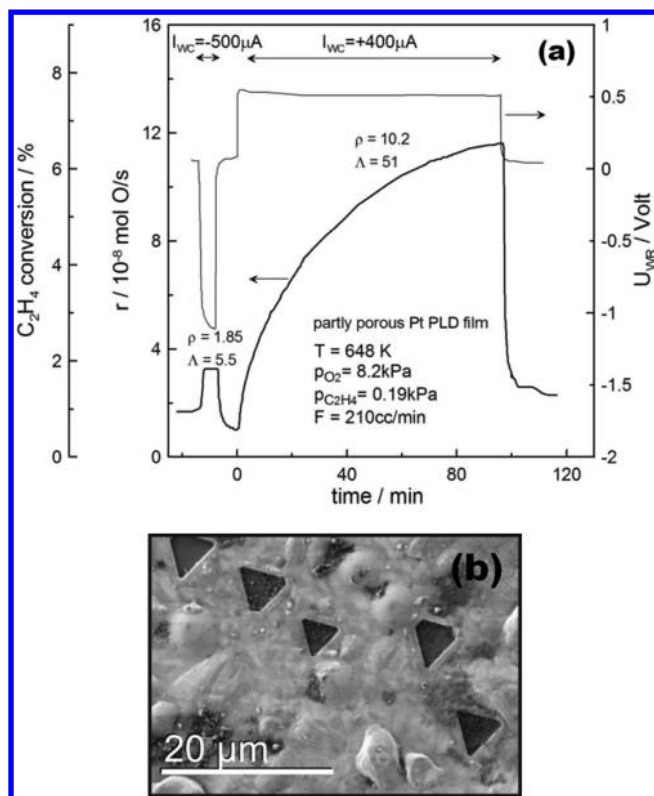 I_WC=-500µA
I_WC=+400µA
(a)
C₂H₄ conversion / %
8
6
4
2
0
r / 10⁻⁸ mol O/s
16
12
8
4
0
ρ = 10.2
Λ = 51
ρ = 1.85
Λ = 5.5
partly porous Pt PLD film
T = 648 K
p_O₂ = 8.2kPa
p_C₂H₄ = 0.19kPa
F = 210cc/min
1
0.5
0
-0.5
-1
-1.5
-2
U_WR / Volt
0
40
80
120
time / min
(b)
20 µm